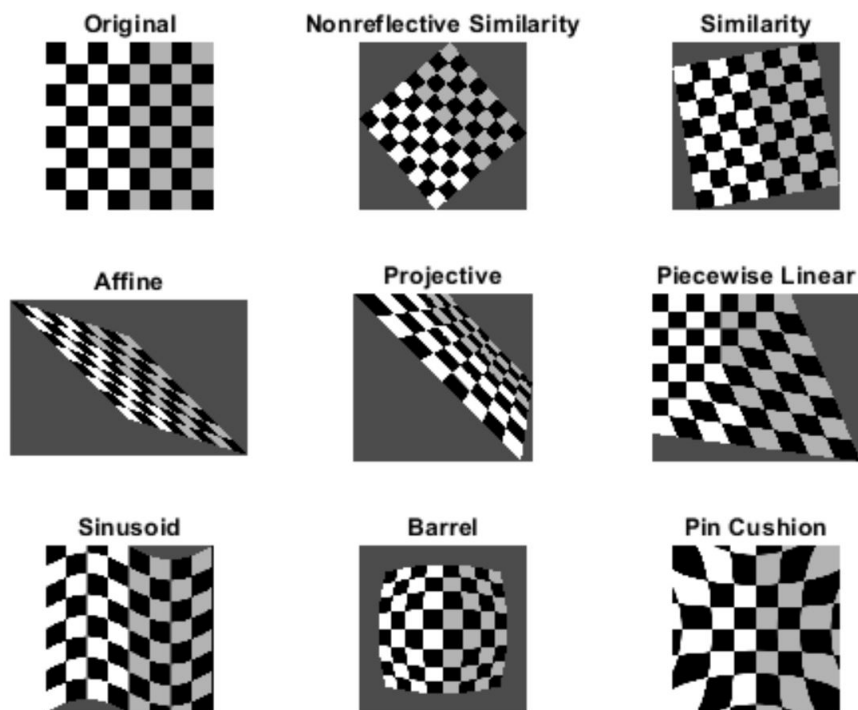 Original
Nonreflective Similarity
Similarity
Affine
Projective
Piecewise Linear
Sinusoid
Barrel
Pin Cushion